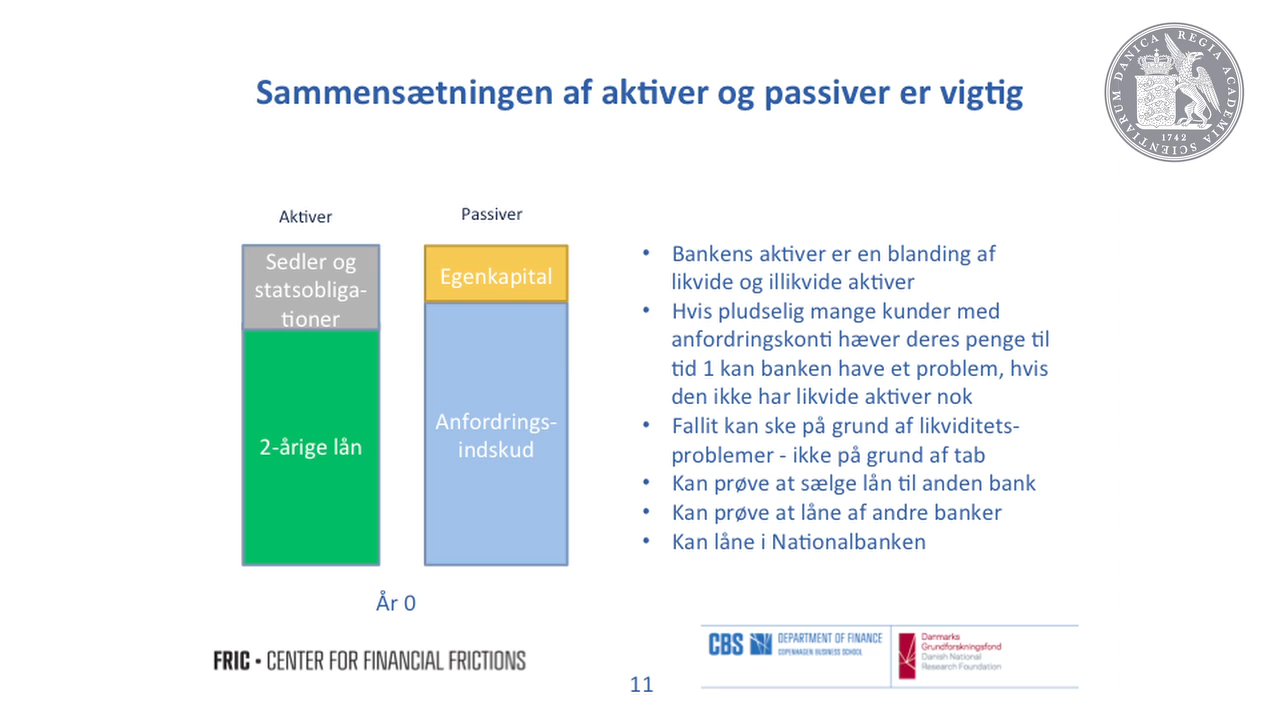 Sammensætningen af aktiver og passiver er vigtig
DANICA REGIA ACADEMIA SCIENTIARUM
1742
Aktiver
Passiver
Sedler og
statsobliga-
tioner
2-årige lån
Egenkapital
Anfordrings-
indskud
År 0
• Bankens aktiver er en blanding af
likvide og illikvide aktiver
• Hvis pludselig mange kunder med
anfordringskonti hæver deres penge til
tid 1 kan banken have et problem, hvis
den ikke har likvide aktiver nok
• Fallit kan ske på grund af likviditets-
problemer - ikke på grund af tab
• Kan prøve at sælge lån til anden bank
• Kan prøve at låne af andre banker
• Kan låne i Nationalbanken
FRIC • CENTER FOR FINANCIAL FRICTIONS
11
CBS
DEPARTMENT OF FINANCE
COPENHAGEN BUSINESS SCHOOL
Danmarks
Grundforskningsfond
Danish National
Research Foundation